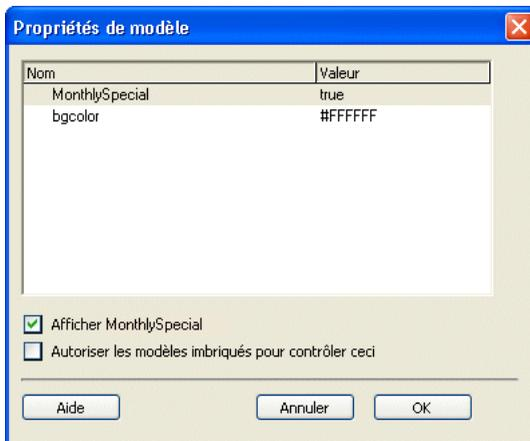 Propriétés de modèle
Nom Valeur
MonthlySpecial true
bgcolor #FFFFFF
Afficher MonthlySpecial
Autoriser les modèles imbriqués pour contrôler ceci
Aide Annuler OK